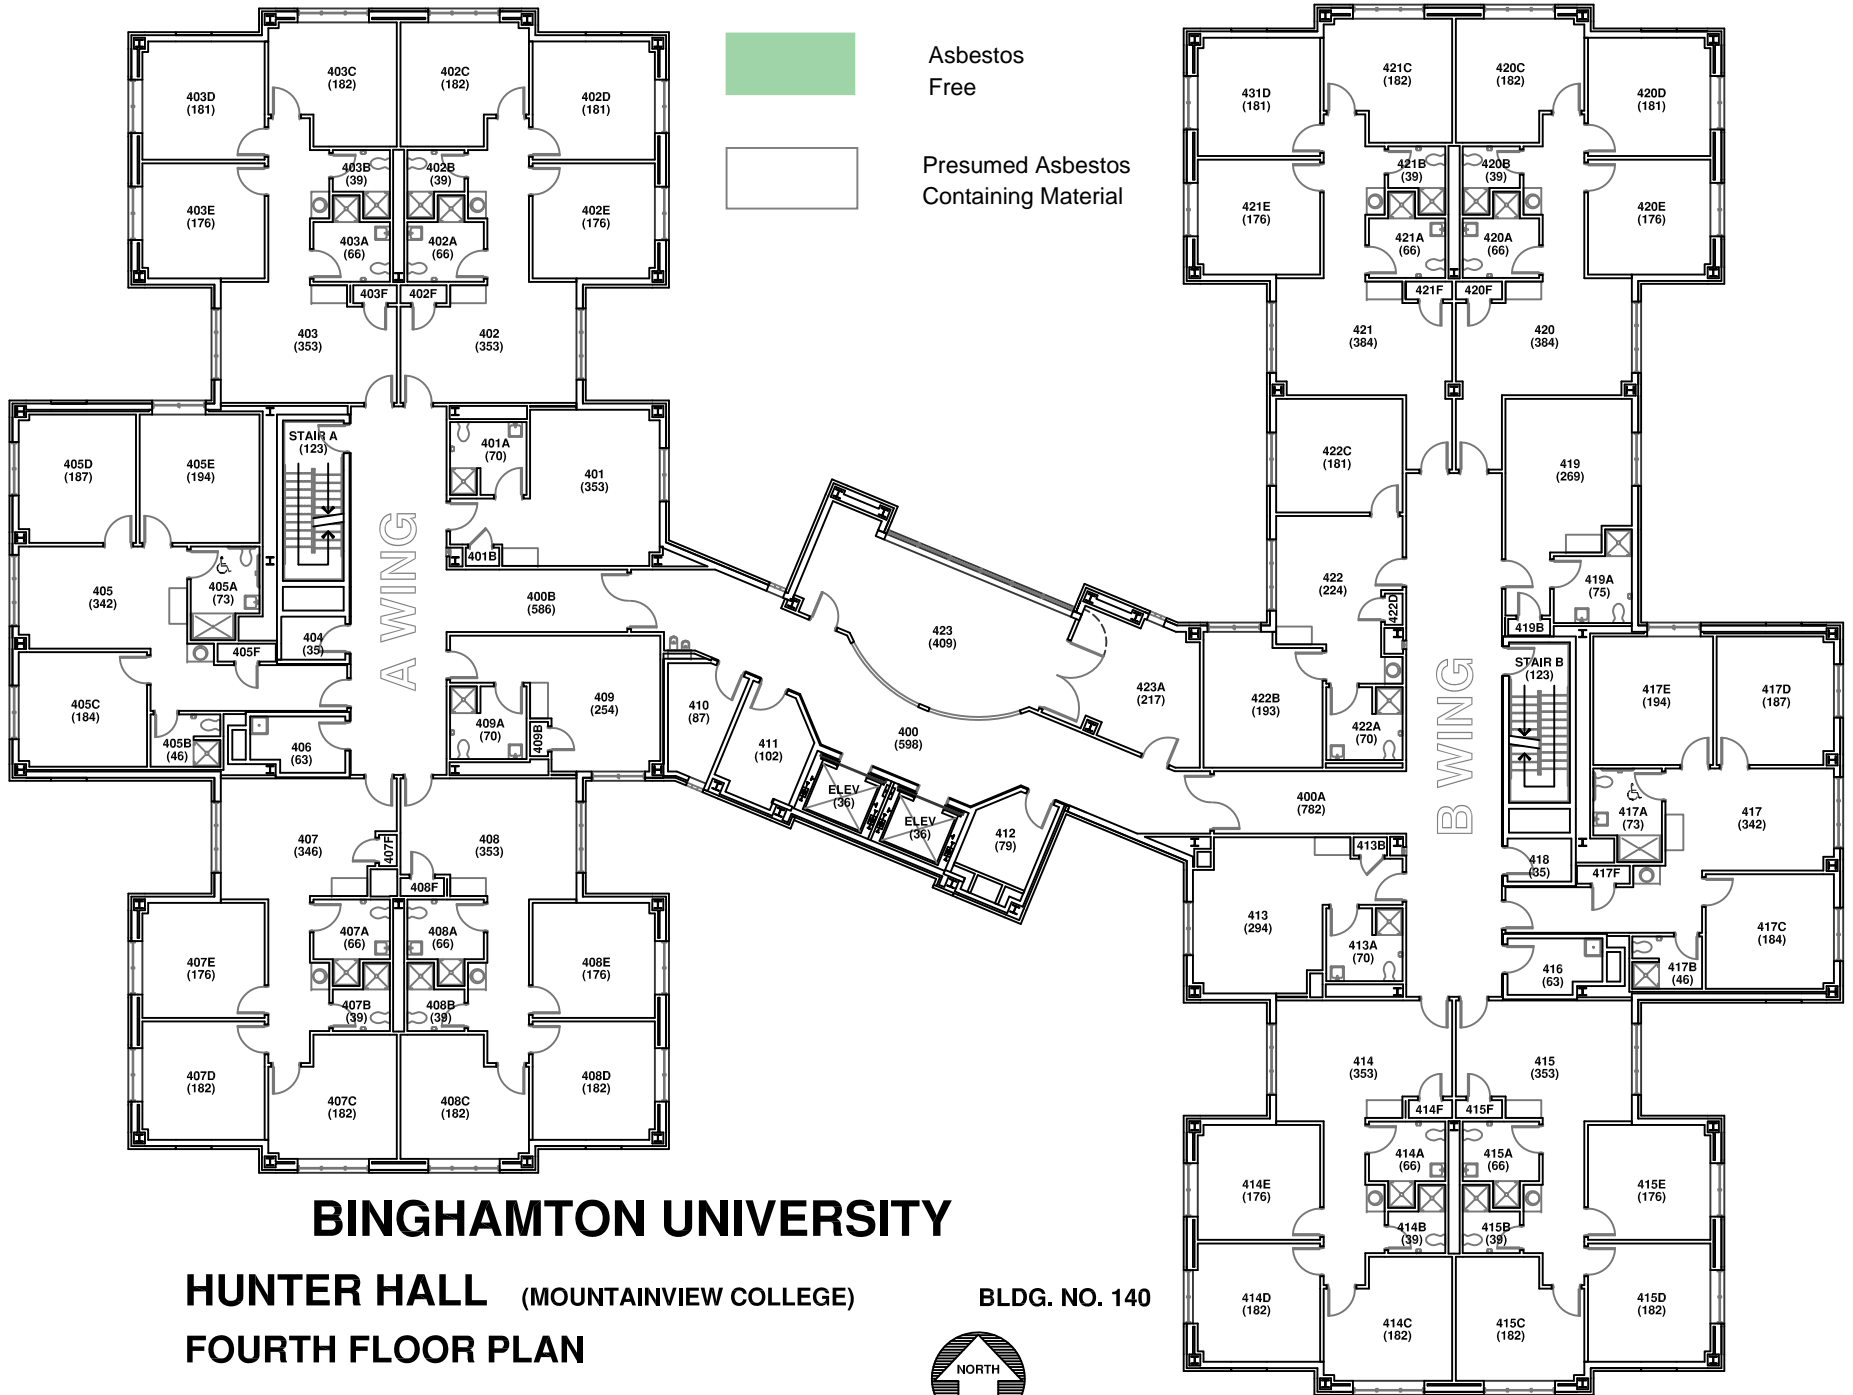 Asbestos
Free
Presumed Asbestos
Containing Material
403C
(182)
402C
(182)
403D
(181)
402D
(181)
403B
(39)
402B
(39)
403E
(176)
402E
(176)
403A
(66)
402A
(66)
403F
402F
403
(353)
402
(353)
STAIR A
(123)
405D
(187)
405E
(194)
401A
(70)
401
(353)
401B
A WING
405
(342)
405A
(73)
404
(35)
405F
405C
(184)
405B
(46)
406
(63)
400B
(586)
409
(254)
409A
(70)
409B
410
(87)
411
(102)
ELEV
(36)
ELEV
(36)
412
(79)
423
(409)
423A
(217)
400
(598)
407
(346)
407F
408
(353)
408F
407A
(66)
408A
(66)
407E
(176)
408E
(176)
407B
(39)
408B
(39)
407D
(182)
408D
(182)
407C
(182)
408C
(182)
421C
(182)
420C
(182)
431D
(181)
420D
(181)
421B
(39)
420B
(39)
421E
(176)
420E
(176)
421A
(66)
420A
(66)
421F
420F
421
(384)
420
(384)
422C
(181)
419
(269)
422
(224)
422D
419A
(75)
419B
422B
(193)
422A
(70)
B WING
STAIR B
(123)
417E
(194)
417D
(187)
400A
(782)
417A
(73)
417
(342)
418
(35)
417F
413B
413
(294)
413A
(70)
417C
(184)
416
(63)
417B
(46)
414
(353)
415
(353)
414F
415F
414A
(66)
415A
(66)
414E
(176)
415E
(176)
414B
(39)
415B
(39)
414D
(182)
415D
(182)
414C
(182)
415C
(182)
BINGHAMTON UNIVERSITY
HUNTER HALL (MOUNTAINVIEW COLLEGE) BLDG. NO. 140
FOURTH FLOOR PLAN
NORTH